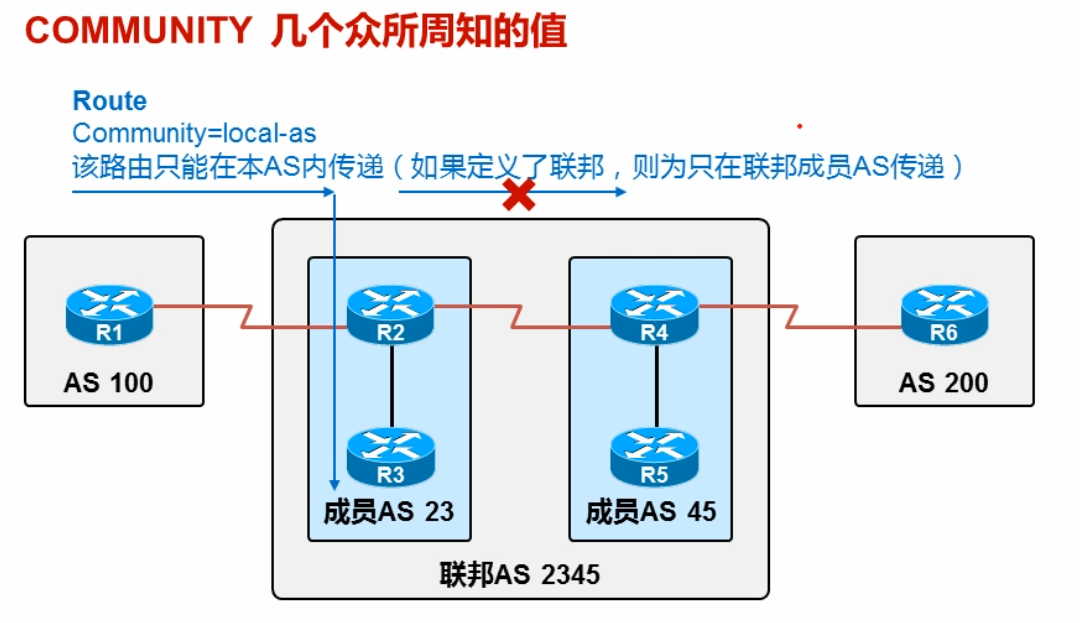 COMMUNITY 几个众所周知的值
Route
Community=local-as
该路由只能在本AS内传递（如果定义了联邦，则为只在联邦成员AS传递）
R1
R2
R4
R6
AS 100
AS 200
R3
R5
成员AS 23
成员AS 45
联邦AS 2345